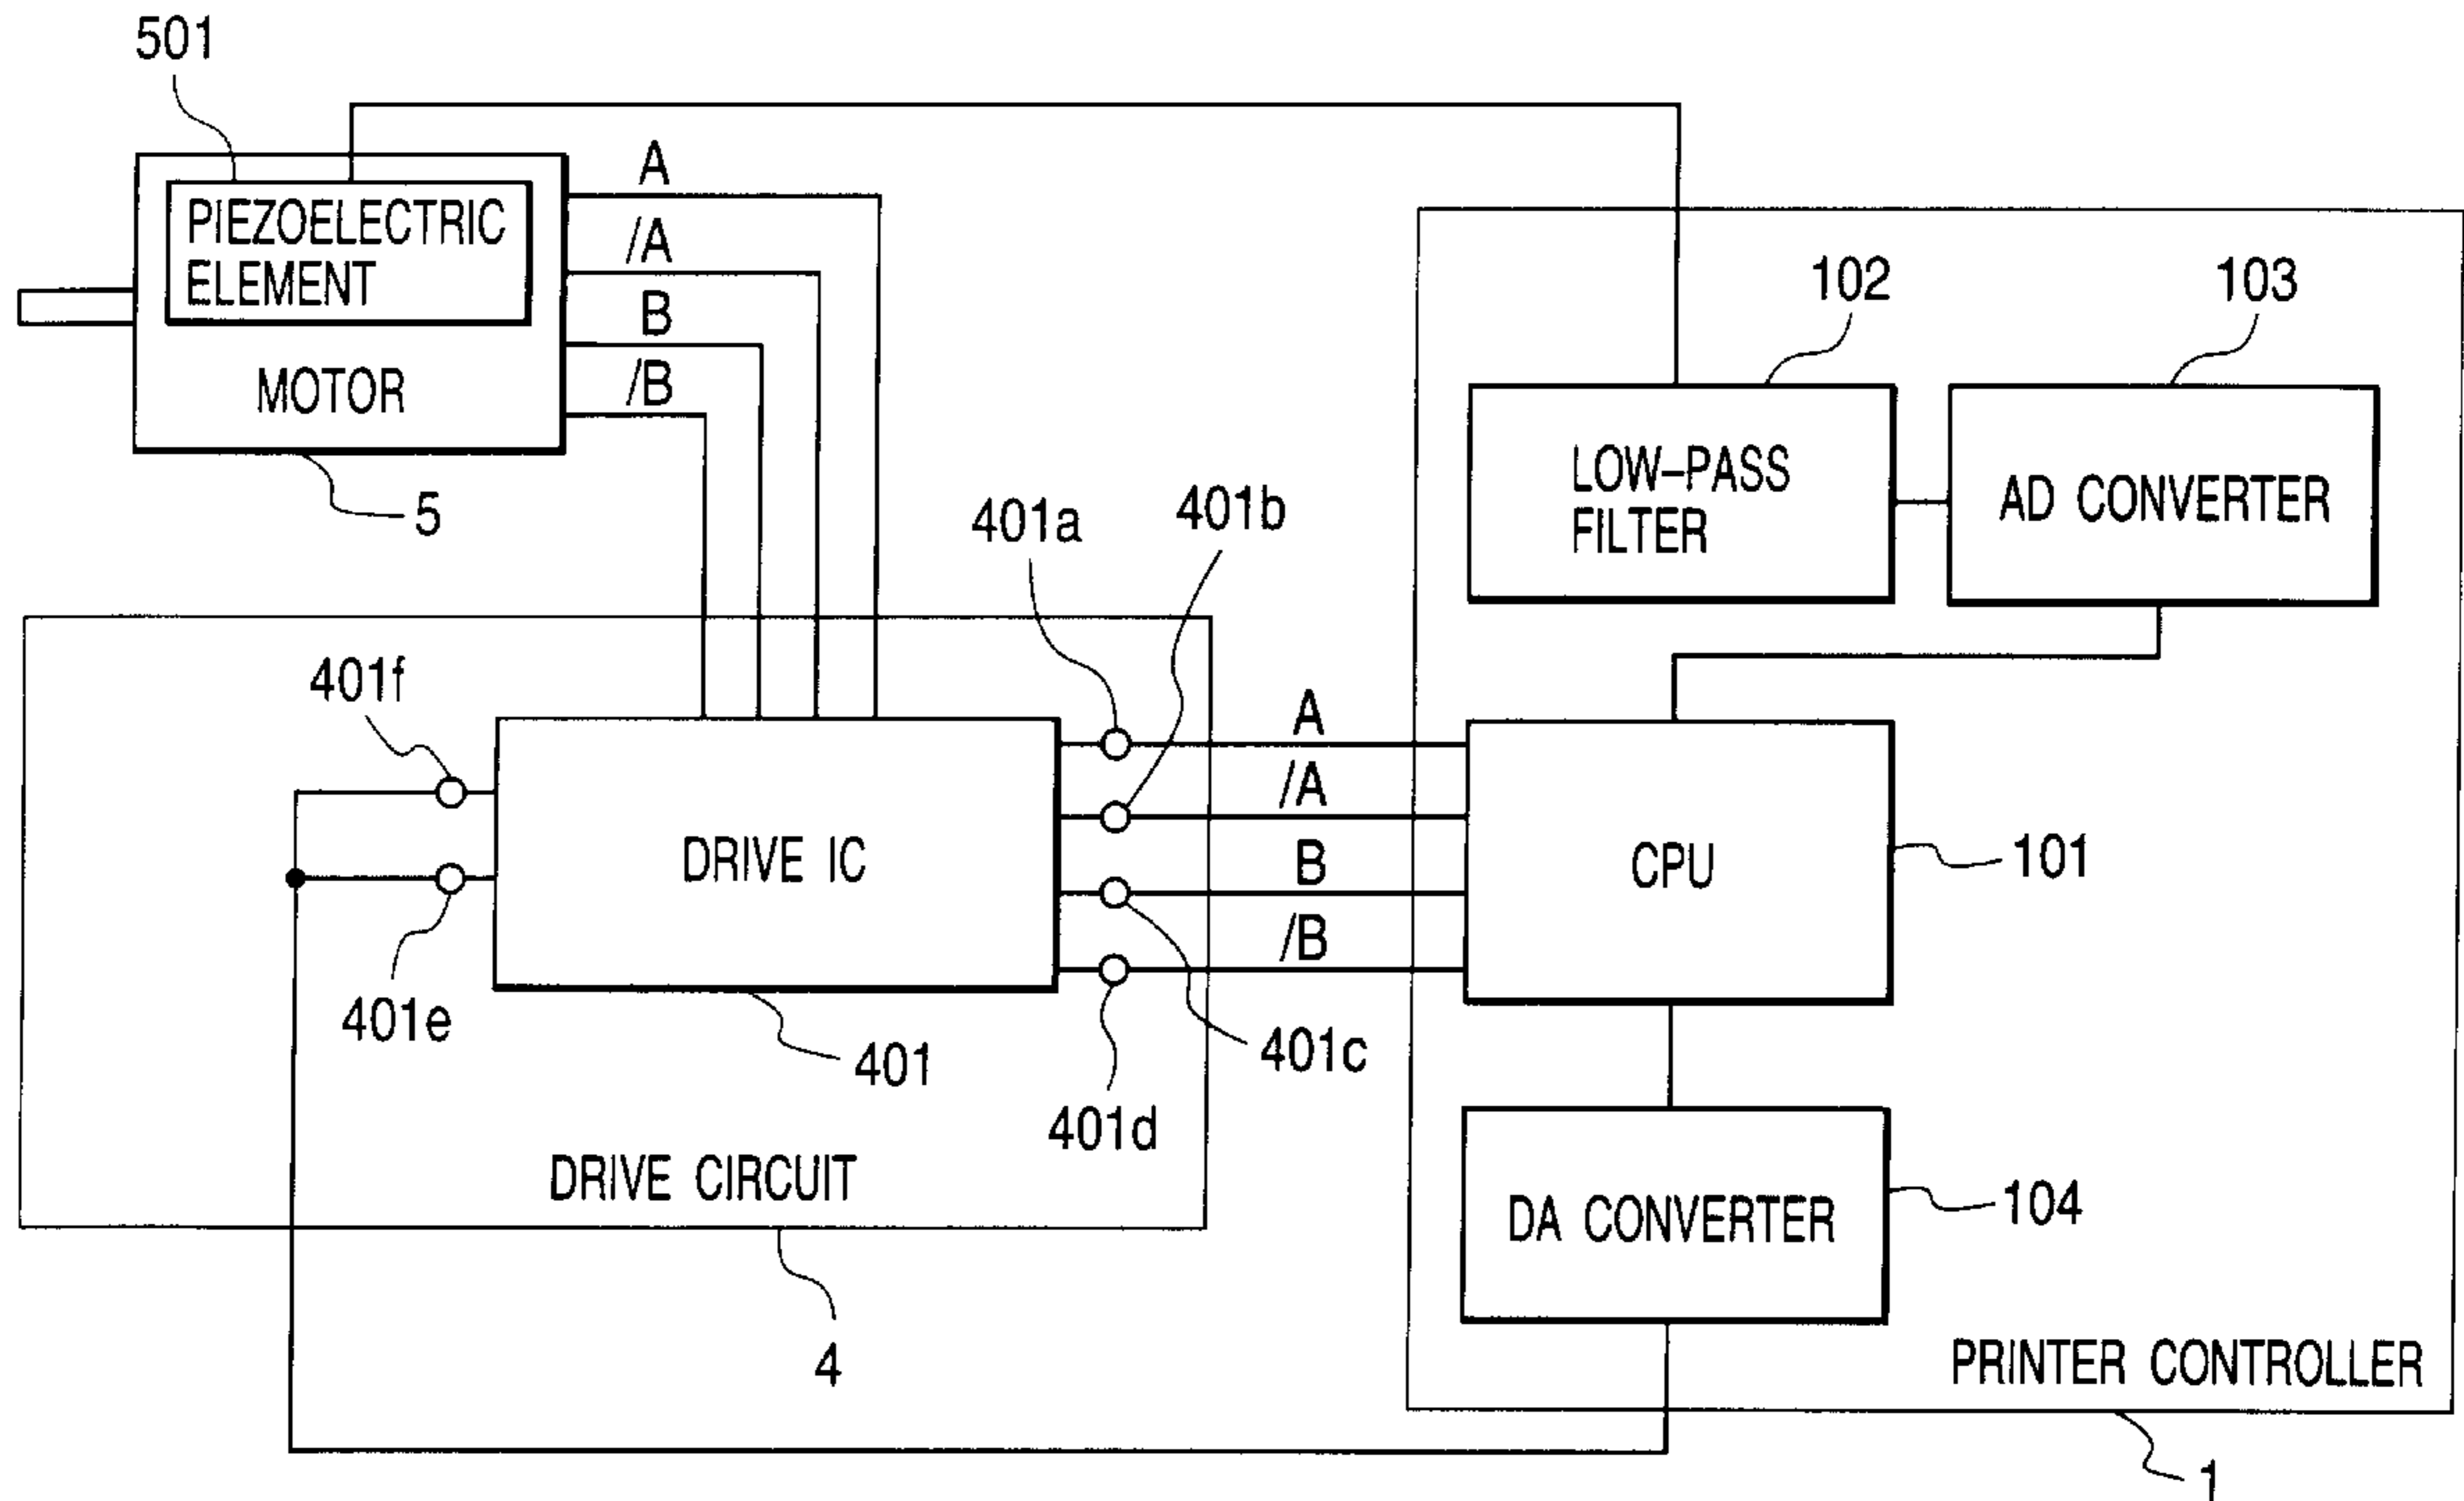 501
PIEZOELECTRIC
ELEMENT
MOTOR
5
A
/A
B
/B
102
103
LOW-PASS
FILTER
AD CONVERTER
401a
401b
401f
401e
DRIVE IC
401
401c
401d
DRIVE CIRCUIT
4
A
/A
B
/B
CPU
101
DA CONVERTER
104
PRINTER CONTROLLER
1